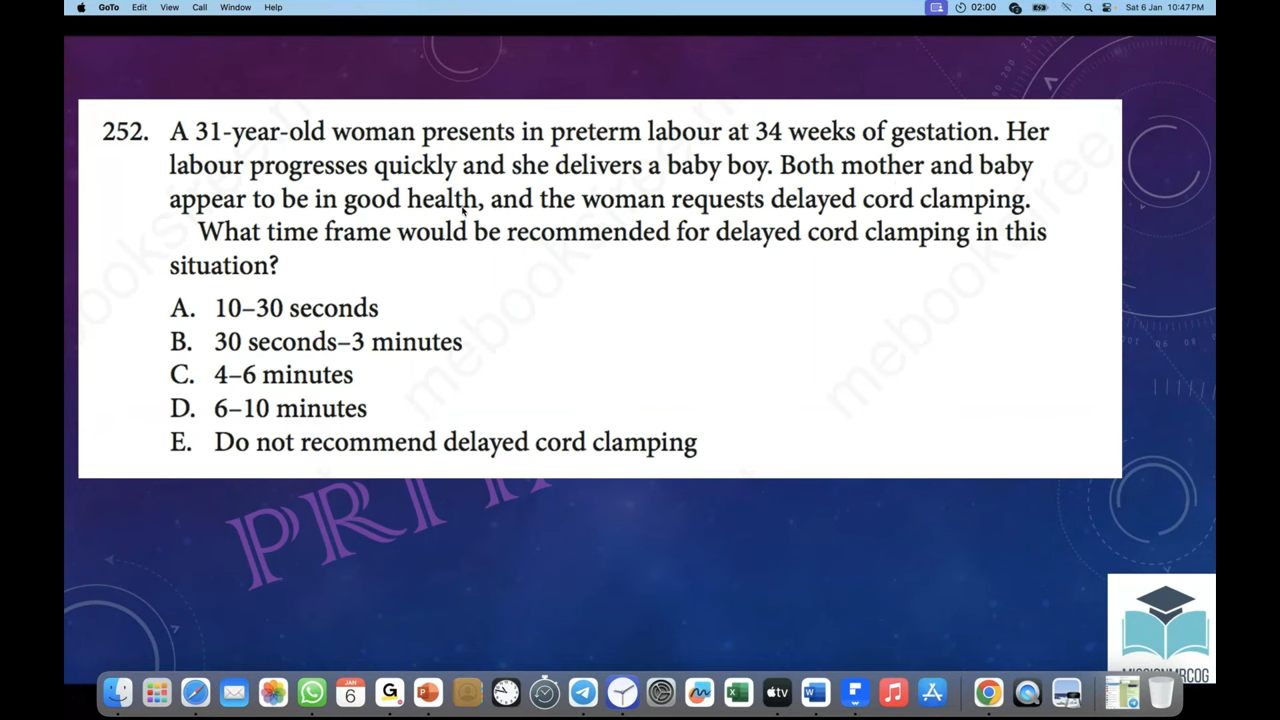 GoTo Edit View Call Window Help
02:00
Sat 6 Jan 10:47 PM
252. A 31-year-old woman presents in preterm labour at 34 weeks of gestation. Her
labour progresses quickly and she delivers a baby boy. Both mother and baby
appear to be in good health, and the woman requests delayed cord clamping.
What time frame would be recommended for delayed cord clamping in this
situation?
A. 10–30 seconds
B. 30 seconds–3 minutes
C. 4–6 minutes
D. 6–10 minutes
E. Do not recommend delayed cord clamping
mebooksfree
JAN
6
tv